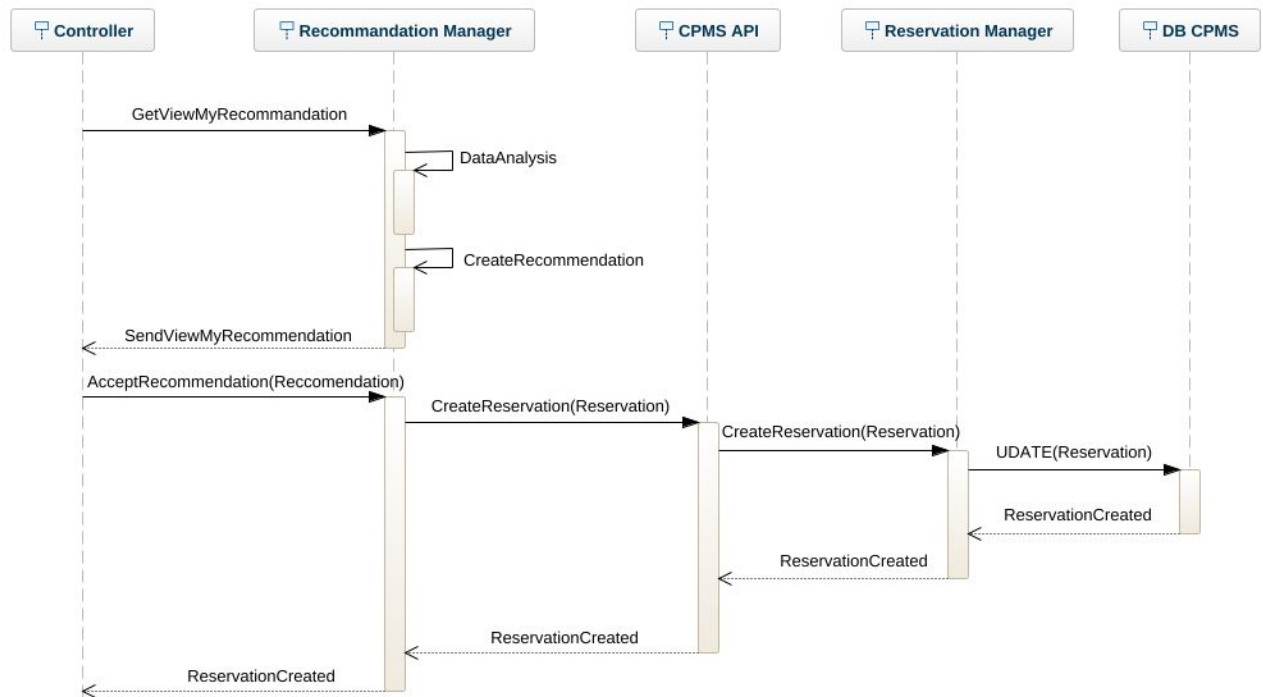 Controller
Recommandation Manager
CPMS API
Reservation Manager
DB CPMS
GetViewMyRecommandation
DataAnalysis
CreateRecommendation
SendViewMyRecommendation
AcceptRecommendation(Reccomendation)
CreateReservation(Reservation)
CreateReservation(Reservation)
UDATE(Reservation)
ReservationCreated
ReservationCreated
ReservationCreated
ReservationCreated